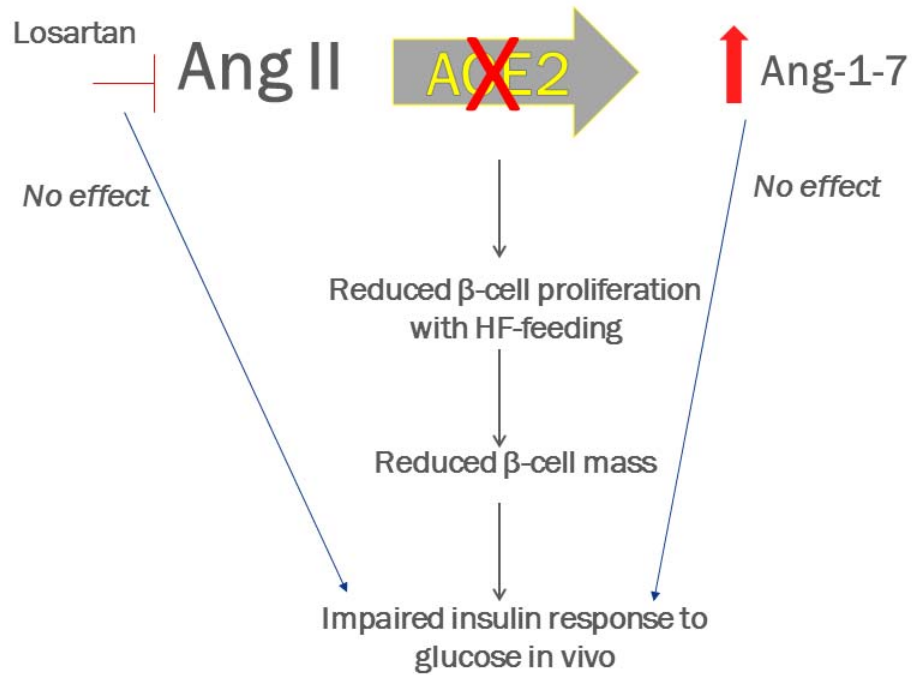 Losartan
Ang II
ACE2
Ang-1-7
No effect
No effect
Reduced β-cell proliferation
with HF-feeding
Reduced β-cell mass
Impaired insulin response to
glucose in vivo